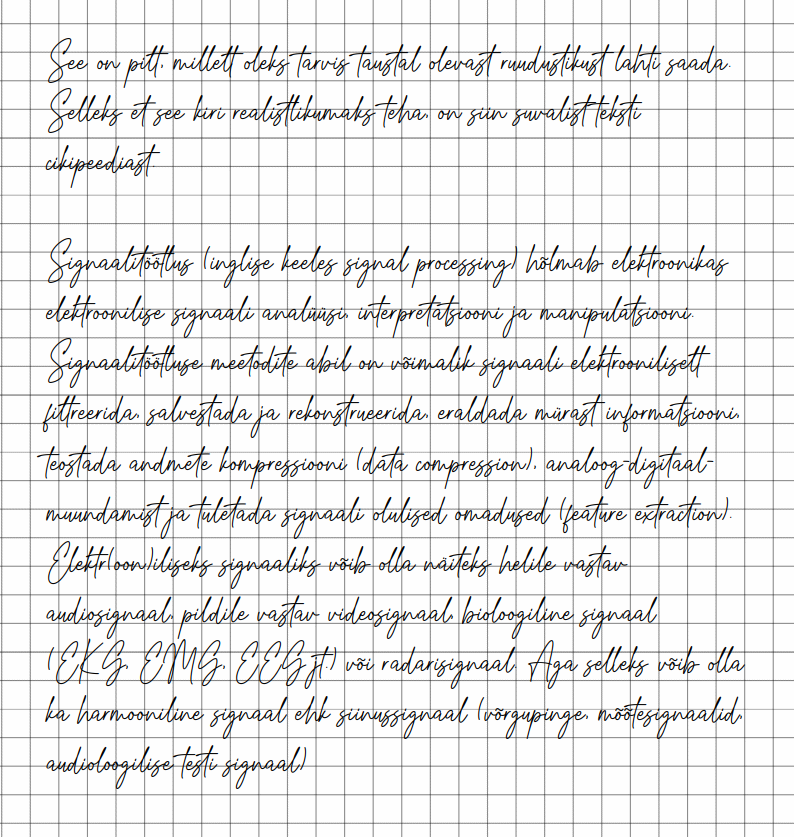 See on pilt, millelt oleks tarvis taustal olevast ruudustikust lahti saada.
Selleks et see kiri realistlikumaks teha, on siin suvalist teksti
cikipeediast.
Signaalitöötlus (inglise keeles signal processing) hõlmab elektroonikas
elektroonilise signaali analüüsi, interpretatsiooni ja manipulatsiooni.
Signaalitöötluse meetodite abil on võimalik signaali elektrooniliselt
filtreerida, salvestada ja rekonstrueerida, eraldada mürast informatsiooni,
teostada andmete kompressiooni (data compression), analoog-digitaal-
muundamist ja tuletada signaali olulised omadused (feature extraction).
Elektr(oon)iliseks signaaliks võib olla näiteks helile vastav
audiosignaal, pildile vastav videosignaal, bioloogiline signaal
(EKG, EMG, EEG jt.) või radarisignaal. Aga selleks võib olla
ka harmooniline signaal ehk siinussignaal (võrgupinge, mõõtesignaalid,
audioloogilise testi signaal)